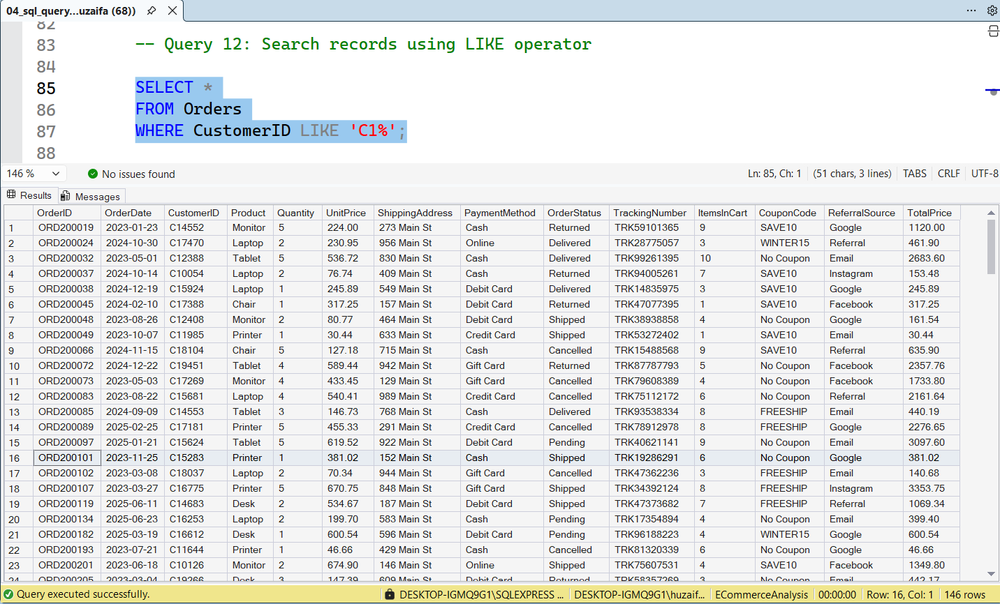 04_sql_query...uzaifa (68))
82
83 -- Query 12: Search records using LIKE operator
84
85 SELECT *
86 FROM Orders
87 WHERE CustomerID LIKE 'C1%';
88
146 % No issues found Ln: 85, Ch: 1 (51 chars, 3 lines) TABS CRLF UTF-8
Results Messages
OrderID OrderDate CustomerID Product Quantity UnitPrice ShippingAddress PaymentMethod OrderStatus TrackingNumber ItemsInCart CouponCode ReferralSource TotalPrice
1 ORD200019 2023-01-23 C14552 Monitor 5 224.00 273 Main St Cash Returned TRK59101365 9 SAVE10 Google 1120.00
2 ORD200024 2024-10-30 C17470 Laptop 2 230.95 956 Main St Online Delivered TRK28775057 3 WINTER15 Referral 461.90
3 ORD200032 2023-05-01 C12388 Tablet 5 536.72 830 Main St Cash Delivered TRK99261395 10 No Coupon Email 2683.60
4 ORD200037 2024-10-14 C10054 Laptop 2 76.74 409 Main St Cash Returned TRK94005261 7 SAVE10 Instagram 153.48
5 ORD200038 2024-12-19 C15924 Laptop 1 245.89 549 Main St Debit Card Delivered TRK14835975 3 SAVE10 Google 245.89
6 ORD200045 2024-02-10 C17388 Chair 1 317.25 157 Main St Debit Card Returned TRK47077395 1 SAVE10 Facebook 317.25
7 ORD200048 2023-08-26 C12408 Monitor 2 80.77 464 Main St Debit Card Shipped TRK38938858 4 No Coupon Google 161.54
8 ORD200049 2023-10-07 C11985 Printer 1 30.44 633 Main St Credit Card Shipped TRK53272402 1 SAVE10 Email 30.44
9 ORD200066 2024-11-15 C18104 Chair 5 127.18 715 Main St Cash Cancelled TRK15488568 9 SAVE10 Referral 635.90
10 ORD200072 2024-12-22 C19451 Tablet 4 589.44 942 Main St Gift Card Returned TRK87787793 5 No Coupon Facebook 2357.76
11 ORD200073 2023-05-03 C17269 Monitor 4 433.45 129 Main St Gift Card Cancelled TRK79608389 4 No Coupon Facebook 1733.80
12 ORD200083 2023-08-22 C15681 Laptop 4 540.41 989 Main St Credit Card Cancelled TRK75112172 6 No Coupon Referral 2161.64
13 ORD200085 2024-09-09 C14553 Tablet 3 146.73 768 Main St Cash Delivered TRK93538334 8 FREESHIP Email 440.19
14 ORD200089 2025-02-25 C17181 Printer 5 455.33 291 Main St Credit Card Cancelled TRK78912978 8 FREESHIP Google 2276.65
15 ORD200097 2025-01-21 C15624 Tablet 5 619.52 922 Main St Debit Card Pending TRK40621141 9 No Coupon Email 3097.60
16 ORD200101 2023-11-25 C15283 Printer 1 381.02 152 Main St Cash Shipped TRK19286291 6 No Coupon Google 381.02
17 ORD200102 2023-03-08 C18037 Laptop 2 70.34 944 Main St Gift Card Cancelled TRK47362236 3 FREESHIP Email 140.68
18 ORD200107 2023-03-27 C16775 Printer 5 670.75 848 Main St Gift Card Shipped TRK34392124 8 FREESHIP Instagram 3353.75
19 ORD200119 2025-06-11 C14683 Desk 2 534.67 187 Main St Debit Card Shipped TRK47373682 7 FREESHIP Referral 1069.34
20 ORD200134 2025-06-23 C16253 Laptop 2 199.70 583 Main St Cash Pending TRK17354894 4 No Coupon Email 399.40
21 ORD200182 2025-03-19 C16612 Desk 1 600.54 596 Main St Debit Card Pending TRK96188223 4 WINTER15 Google 600.54
22 ORD200193 2023-07-21 C11644 Printer 1 46.66 429 Main St Cash Cancelled TRK81320339 6 No Coupon Google 46.66
23 ORD200201 2023-06-18 C10126 Monitor 2 674.90 146 Main St Online Shipped TRK75607531 4 SAVE10 Facebook 1349.80
24 ORD200205 2023-03-04 C19266 Desk 3 147.39 609 Main St Debit Card Returned TRK58357269 3 No Coupon Email 442.17
Query executed successfully. DESKTOP-IGMQ9G1\SQLEXPRESS ... DESKTOP-IGMQ9G1\huzaif... ECommerceAnalysis 00:00:00 Row: 16, Col: 1 146 rows